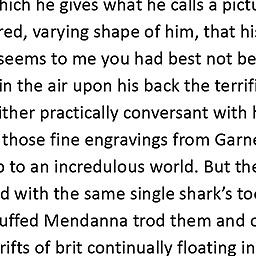 hich he gives what he calls a pictu
red, varying shape of him, that his
seems to me you had best not be
in the air upon his back the terrifi
ither practically conversant with h
those fine engravings from Garne
o to an incredulous world. But the
d with the same single shark’s too
uffed Mendanna trod them and o
rifts of brit continually floating in